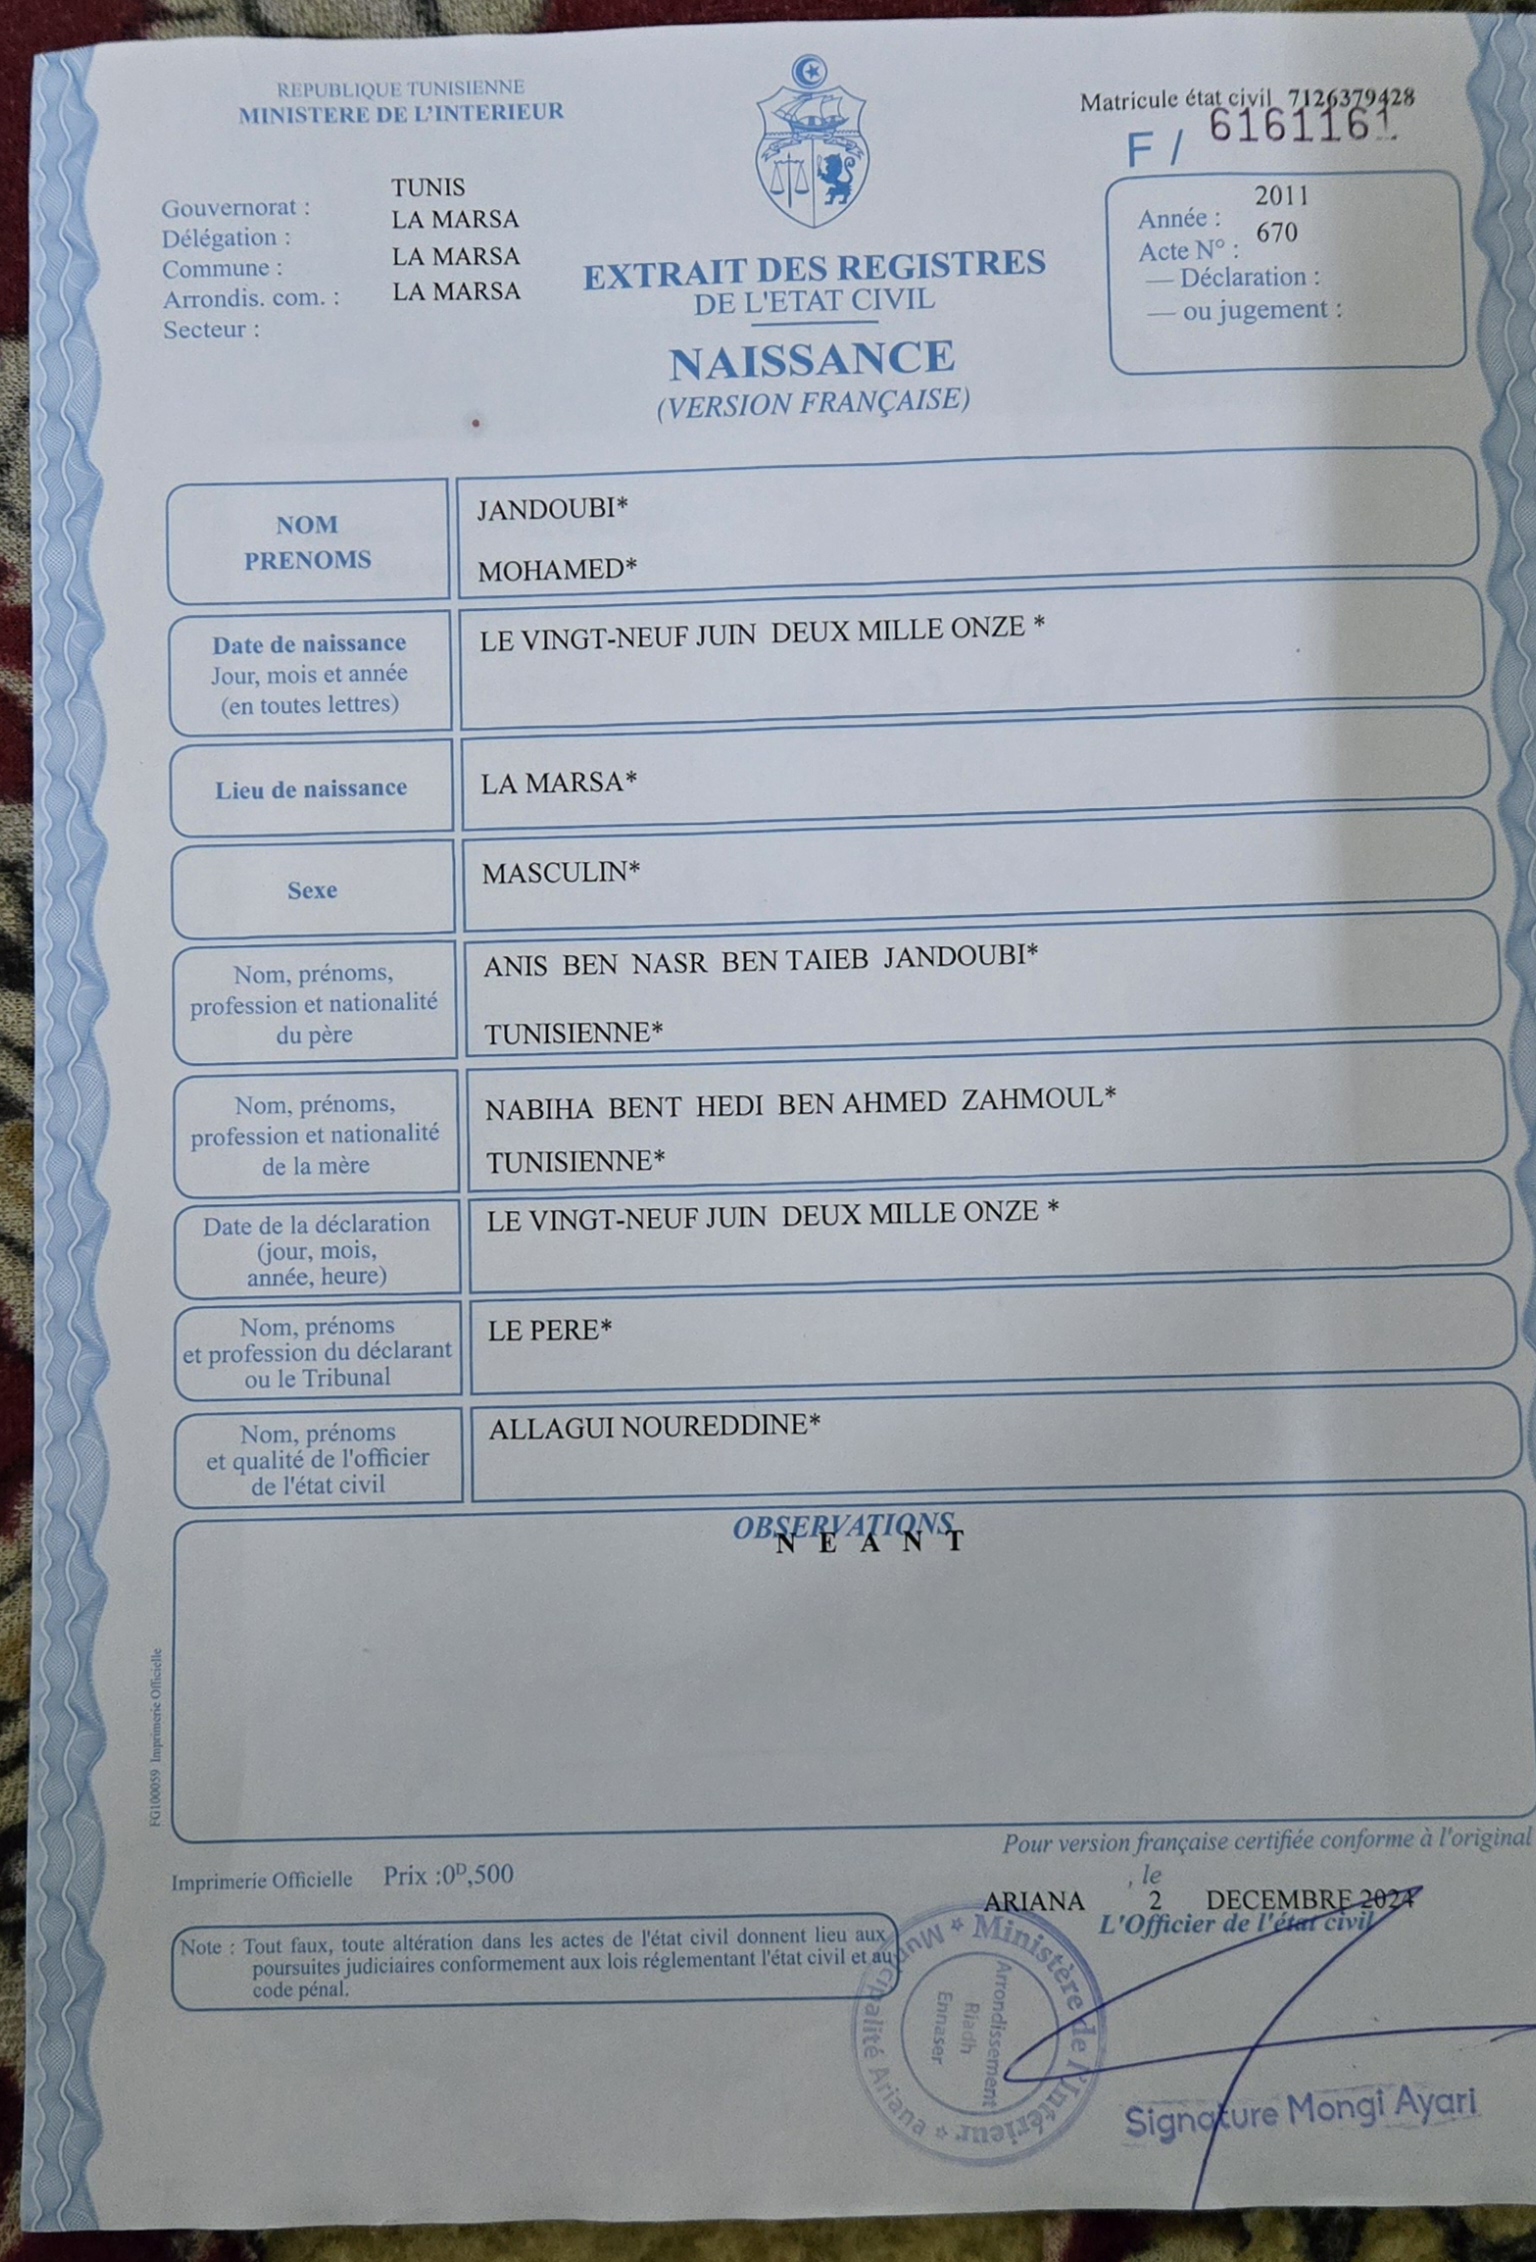 REPUBLIQUE TUNISIENNE
MINISTERE DE L'INTERIEUR
Matricule état civil 7126379428
F / 6161161
Gouvernorat : TUNIS
Délégation : LA MARSA
Commune : LA MARSA
Arrondis. com. : LA MARSA
Secteur :
EXTRAIT DES REGISTRES
DE L'ETAT CIVIL
NAISSANCE
(VERSION FRANÇAISE)
Année : 2011
Acte N° : 670
— Déclaration :
— ou jugement :
NOM
PRENOMS
JANDOUBI*
MOHAMED*
Date de naissance
Jour, mois et année
(en toutes lettres)
LE VINGT-NEUF JUIN DEUX MILLE ONZE *
Lieu de naissance
LA MARSA*
Sexe
MASCULIN*
Nom, prénoms,
profession et nationalité
du père
ANIS BEN NASR BEN TAIEB JANDOUBI*
TUNISIENNE*
Nom, prénoms,
profession et nationalité
de la mère
NABIHA BENT HEDI BEN AHMED ZAHMOUL*
TUNISIENNE*
Date de la déclaration
(jour, mois,
année, heure)
LE VINGT-NEUF JUIN DEUX MILLE ONZE *
Nom, prénoms
et profession du déclarant
ou le Tribunal
LE PERE*
Nom, prénoms
et qualité de l'officier
de l'état civil
ALLAGUI NOUREDDINE*
OBSERVATIONS
N E A N T
FG100059 Imprimerie Officielle
Pour version française certifiée conforme à l'original
Imprimerie Officielle Prix :0D,500
, le
ARIANA 2 DECEMBRE 2024
L'Officier de l'état civil
Note : Tout faux, toute altération dans les actes de l'état civil donnent lieu aux
poursuites judiciaires conformement aux lois réglementant l'état civil et au
code pénal.
* Ministère de l'Intérieur * Municipalité Ariana
Arrondissement
Riadh
Ennaser
Signature Mongi Ayari